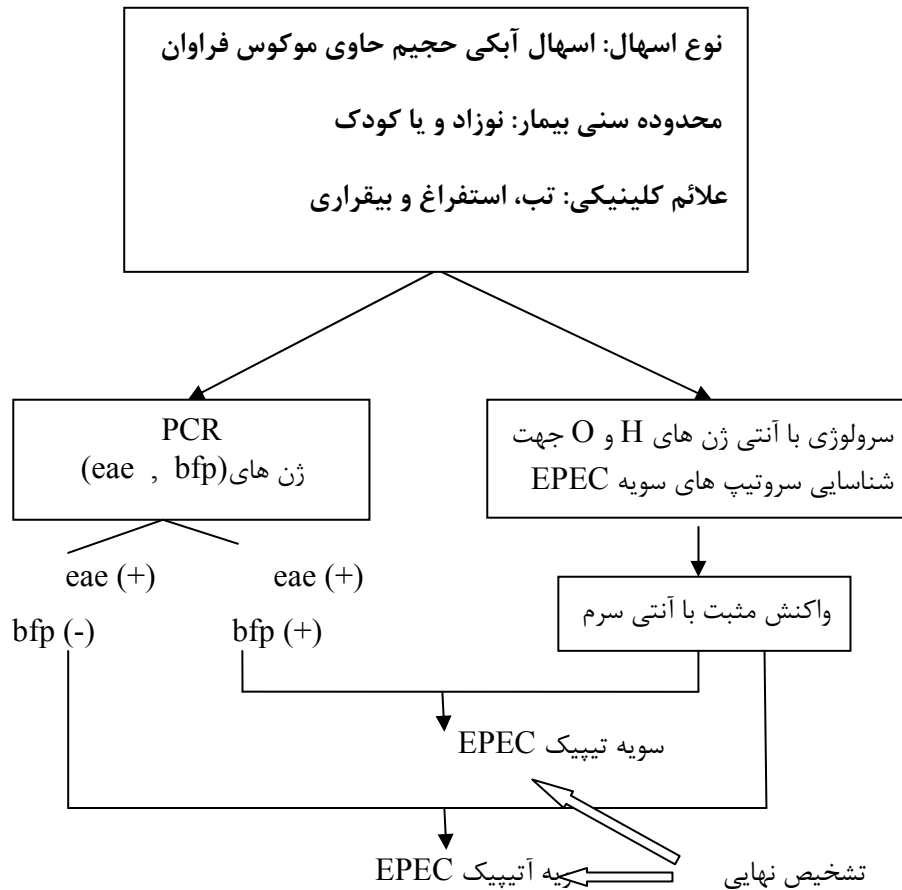 نوع اسهال: اسهال آبکی حجیم حاوی موکوس فراوان
محدوده سنی بیمار: نوزاد و یا کودک
علائم کلینیکی: تب، استفراغ و بیقراری
سرولوژی با آنتی ژن های H و O جهت
شناسایی سروتیپ های سویه EPEC
PCR
ژن های(eae , bfp)
واکنش مثبت با آنتی سرم
eae (+)
bfp (-)
eae (+)
bfp (+)
سویه تیپیک EPEC
یه آتیپیک EPEC
تشخیص نهایی